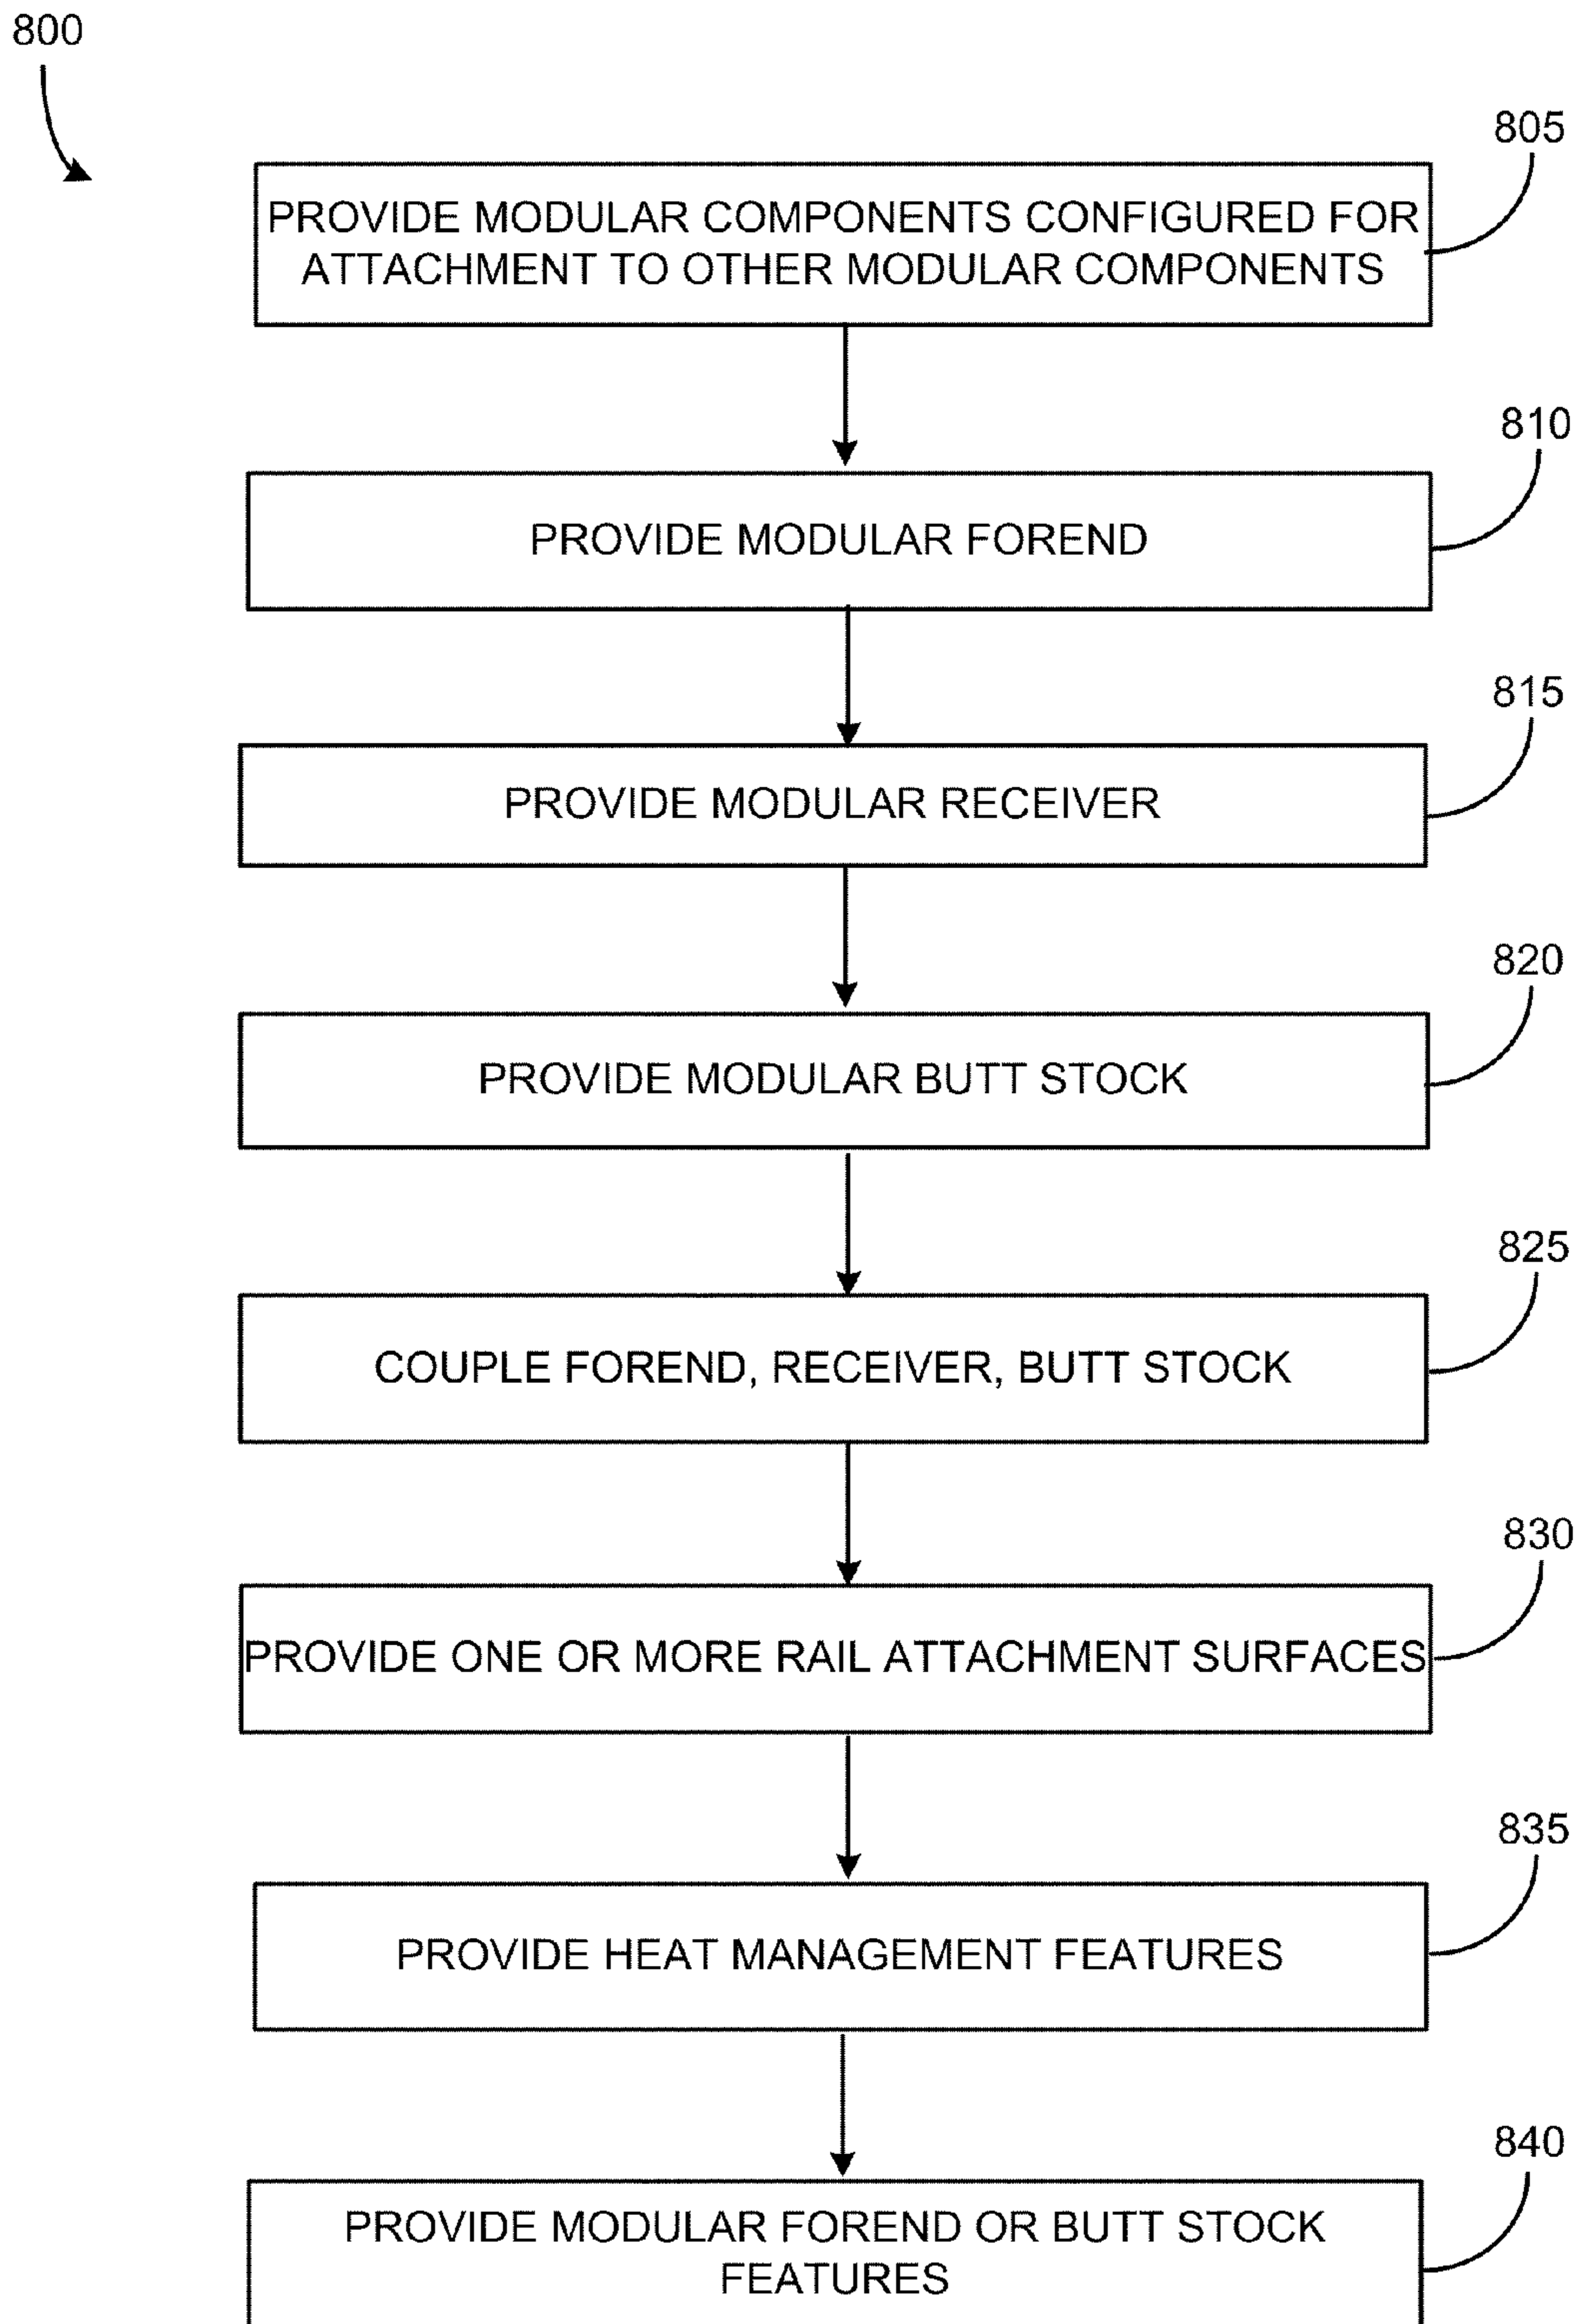 800
805
PROVIDE MODULAR COMPONENTS CONFIGURED FOR
ATTACHMENT TO OTHER MODULAR COMPONENTS
810
PROVIDE MODULAR FOREND
815
PROVIDE MODULAR RECEIVER
820
PROVIDE MODULAR BUTT STOCK
825
COUPLE FOREND, RECEIVER, BUTT STOCK
830
PROVIDE ONE OR MORE RAIL ATTACHMENT SURFACES
835
PROVIDE HEAT MANAGEMENT FEATURES
840
PROVIDE MODULAR FOREND OR BUTT STOCK
FEATURES